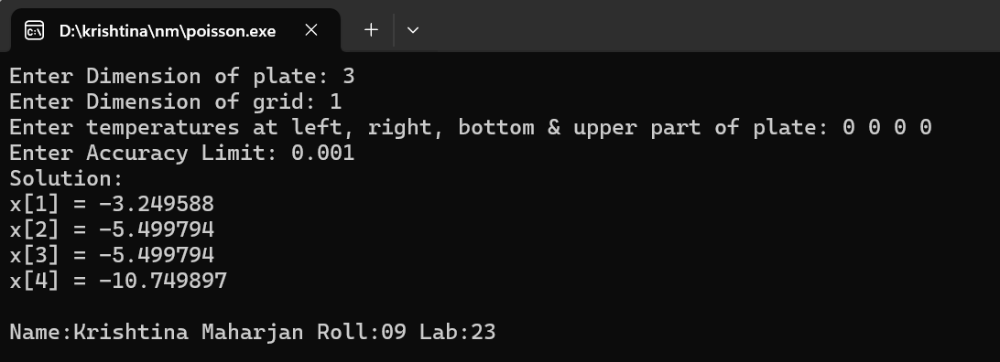 D:\krishtina\nm\poisson.exe
Enter Dimension of plate: 3
Enter Dimension of grid: 1
Enter temperatures at left, right, bottom & upper part of plate: 0 0 0 0
Enter Accuracy Limit: 0.001
Solution:
x[1] = -3.249588
x[2] = -5.499794
x[3] = -5.499794
x[4] = -10.749897
Name:Krishtina Maharjan Roll:09 Lab:23